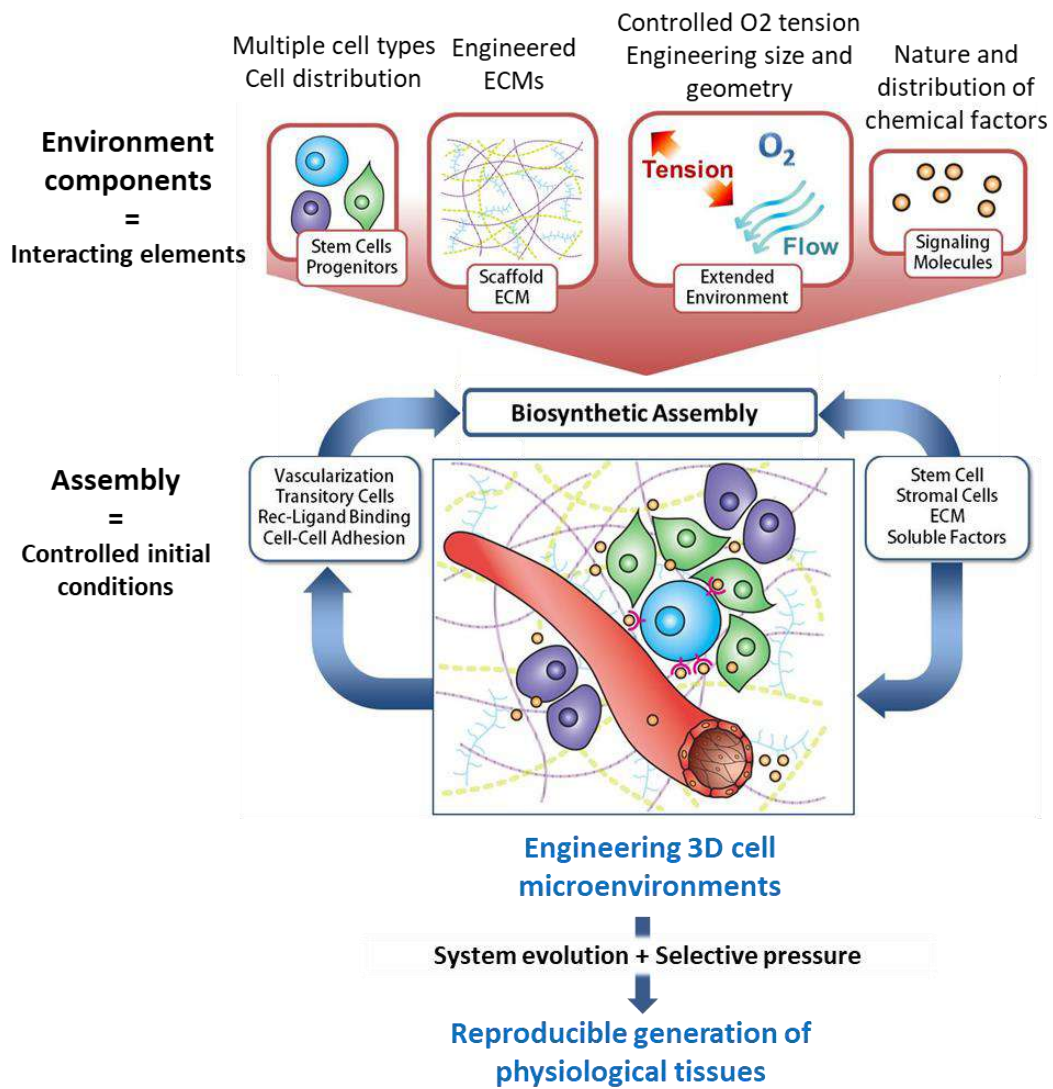 Multiple cell types
Cell distribution
Engineered
ECMs
Controlled O2 tension
Engineering size and
geometry
Nature and
distribution of
chemical factors
Environment
components
=
Interacting elements
Stem Cells
Progenitors
Scaffold
ECM
Tension
O2
Flow
Extended
Environment
Signaling
Molecules
Biosynthetic Assembly
Assembly
=
Controlled initial
conditions
Vascularization
Transitory Cells
Rec-Ligand Binding
Cell-Cell Adhesion
Stem Cell
Stromal Cells
ECM
Soluble Factors
Engineering 3D cell
microenvironments
System evolution + Selective pressure
Reproducible generation of
physiological tissues